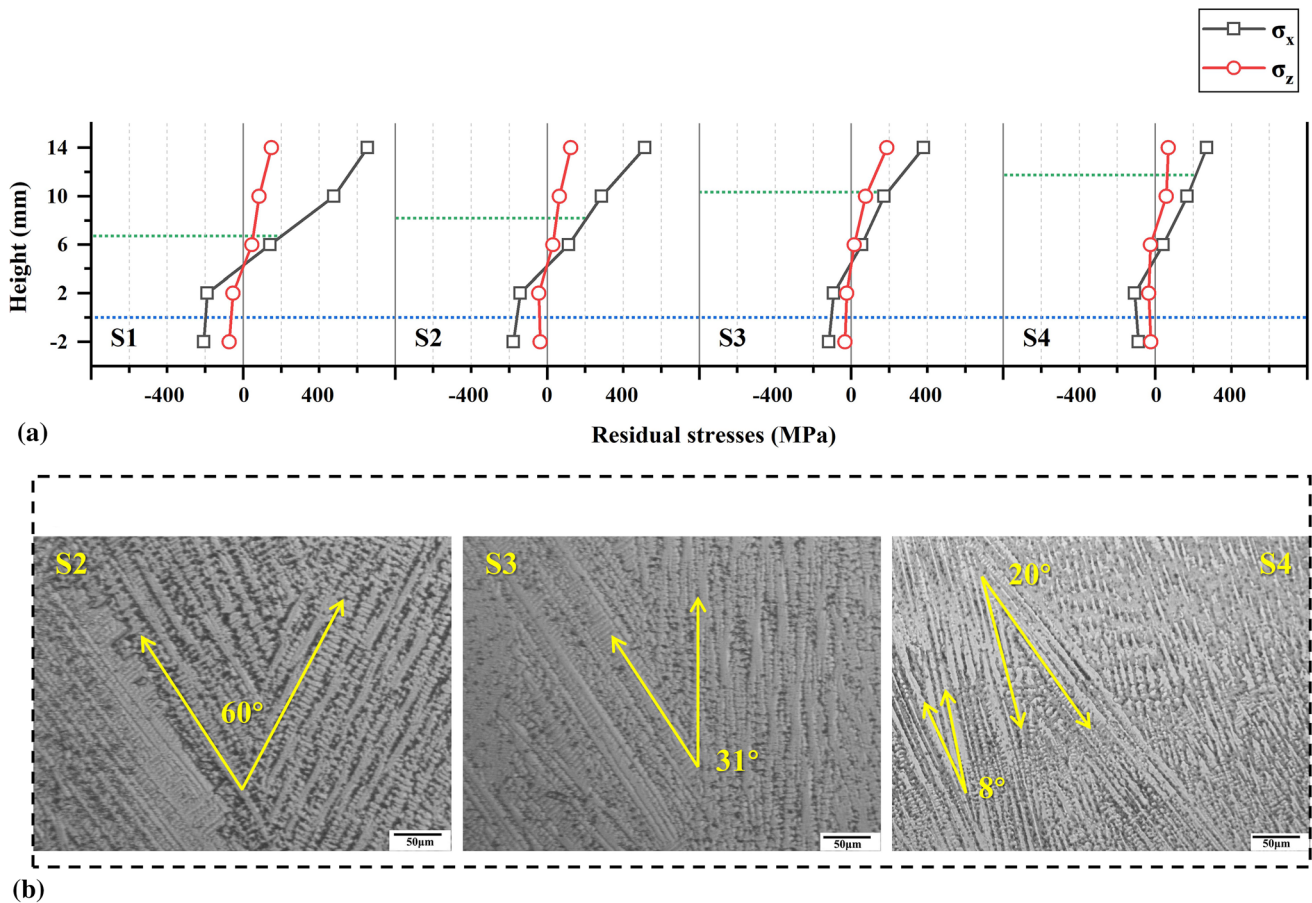 σx
σz
Height (mm)
14
10
6
2
-2
S1
S2
S3
S4
-400 0 400 -400 0 400 -400 0 400 -400 0 400
Residual stresses (MPa)
(a)
S2
60°
50μm
S3
31°
50μm
S4
20°
8°
50μm
(b)